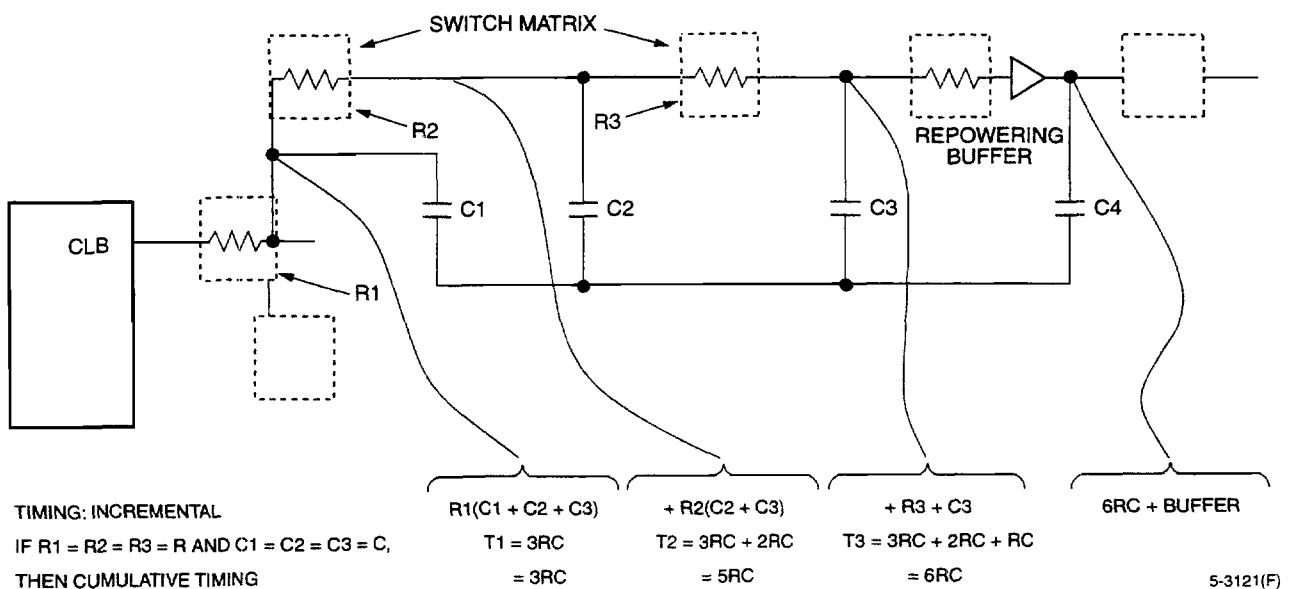 SWITCH MATRIX
R2
R3
REPOWERING
BUFFER
C1
C2
C3
C4
CLB
R1
R1(C1 + C2 + C3)
+ R2(C2 + C3)
+ R3 + C3
6RC + BUFFER
TIMING: INCREMENTAL
IF R1 = R2 = R3 = R AND C1 = C2 = C3 = C,
T1 = 3RC
T2 = 3RC + 2RC
T3 = 3RC + 2RC + RC
THEN CUMULATIVE TIMING
= 3RC
= 5RC
= 6RC
5-3121(F)